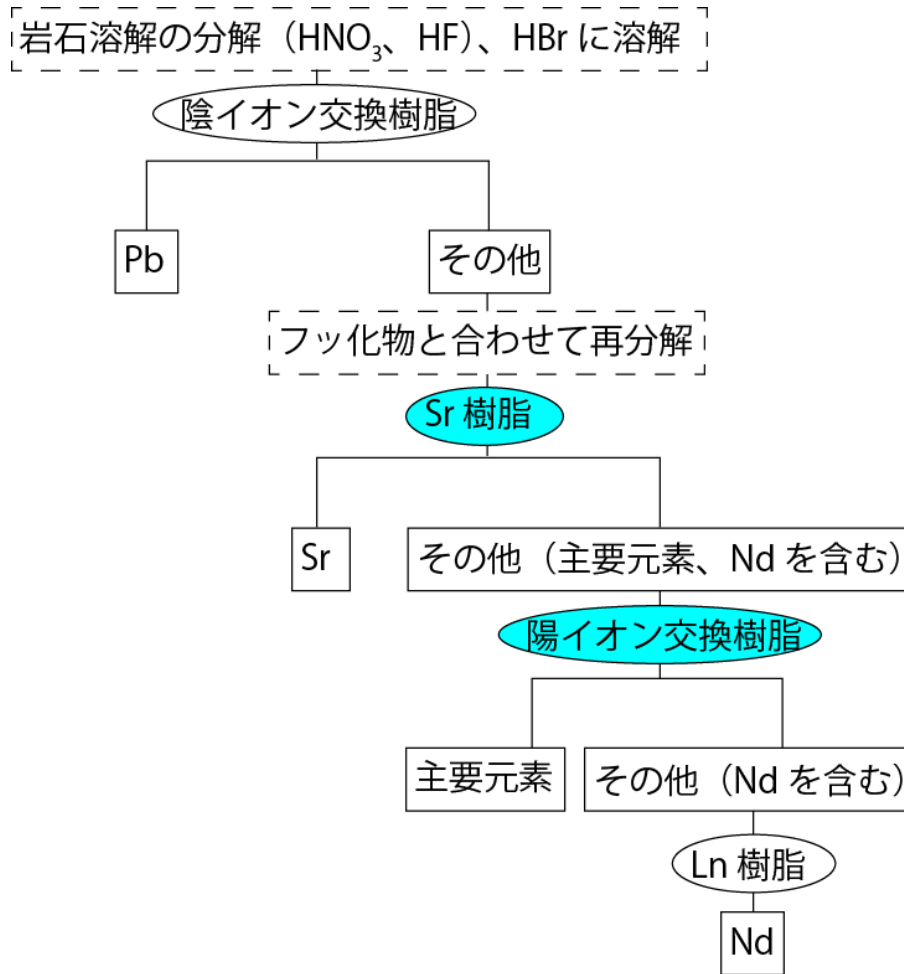 岩石溶解の分解（HNO₃、HF）、HBr に溶解
陰イオン交換樹脂
Pb
その他
フッ化物と合わせて再分解
Sr 樹脂
Sr
その他（主要元素、Nd を含む）
陽イオン交換樹脂
主要元素
その他（Nd を含む）
Ln 樹脂
Nd